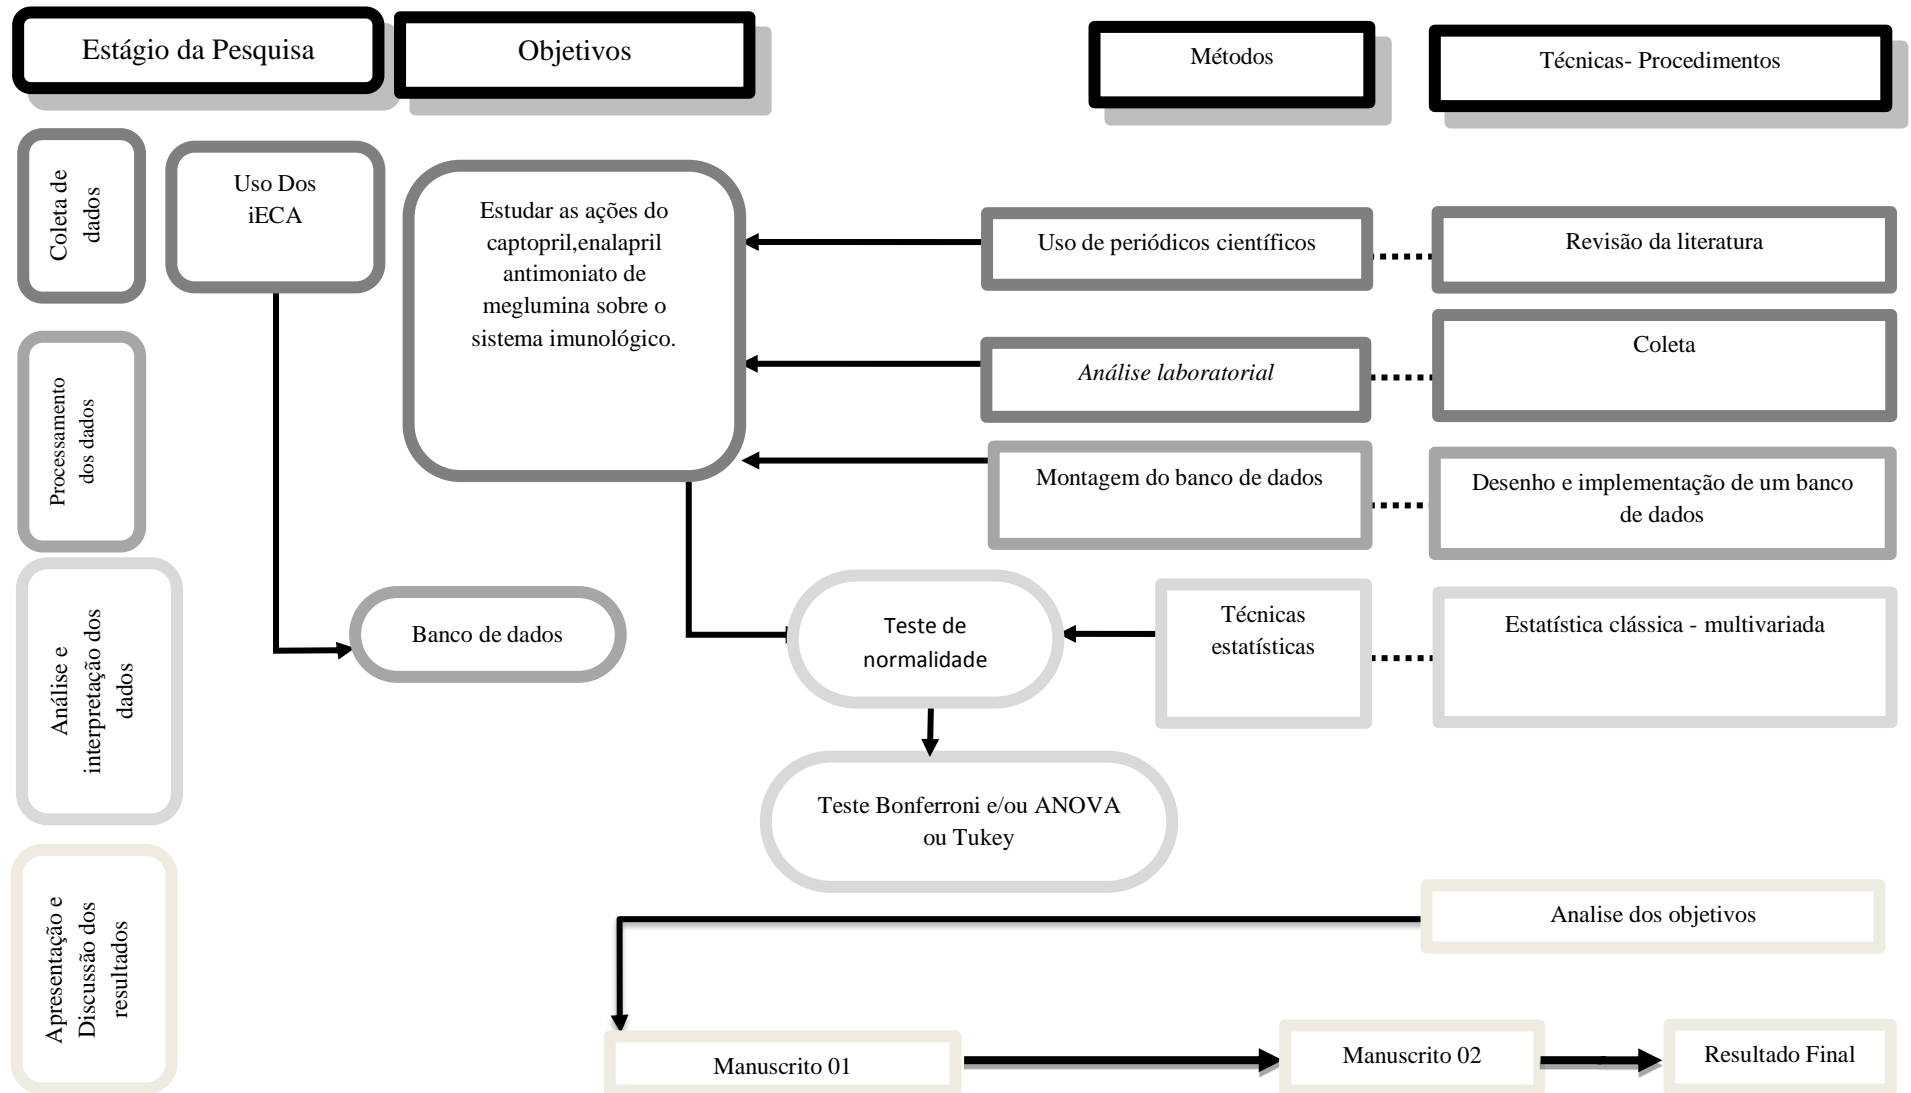 Estágio da Pesquisa
Objetivos
Métodos
Técnicas- Procedimentos
Coleta de
dados
Uso Dos
iECA
Estudar as ações do
captopril,enalapril
antimoniato de
meglumina sobre o
sistema imunológico.
Uso de periódicos científicos
Revisão da literatura
Processamento
dos dados
Análise laboratorial
Coleta
Montagem do banco de dados
Desenho e implementação de um banco
de dados
Análise e
interpretação dos
dados
Banco de dados
Teste de
normalidade
Técnicas
estatísticas
Estatística clássica - multivariada
Teste Bonferroni e/ou ANOVA
ou Tukey
Apresentação e
Discussão dos
resultados
Analise dos objetivos
Manuscrito 01
Manuscrito 02
Resultado Final